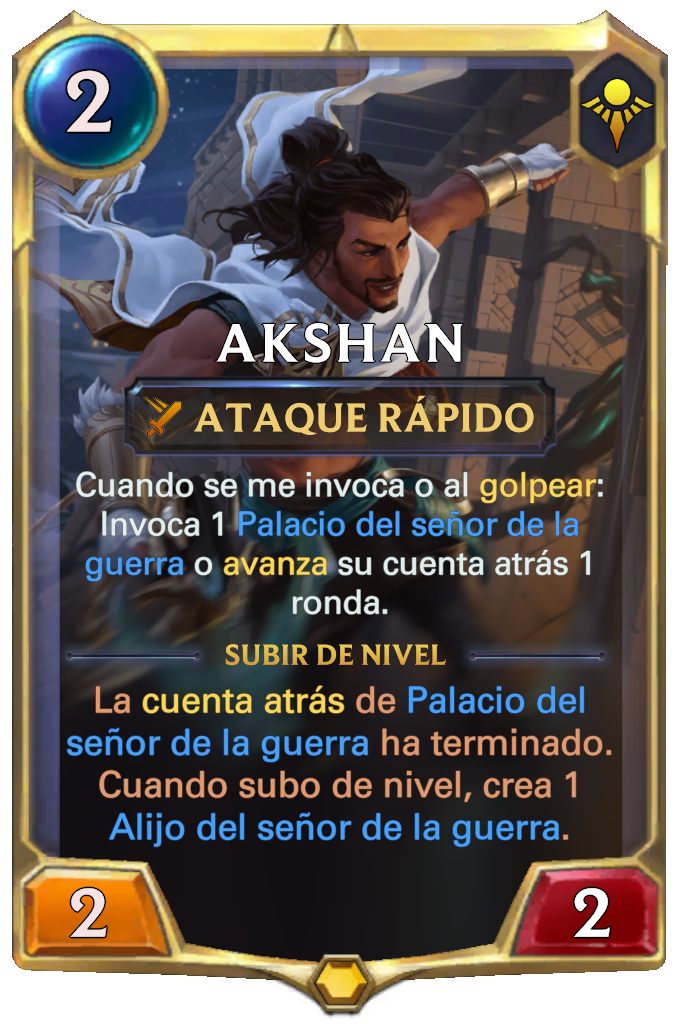 2
AKSHAN
ATAQUE RÁPIDO
Cuando se me invoca o al golpear:
Invoca 1 Palacio del señor de la
guerra o avanza su cuenta atrás 1
ronda.
SUBIR DE NIVEL
La cuenta atrás de Palacio del
señor de la guerra ha terminado.
Cuando subo de nivel, crea 1
Alijo del señor de la guerra.
2
2